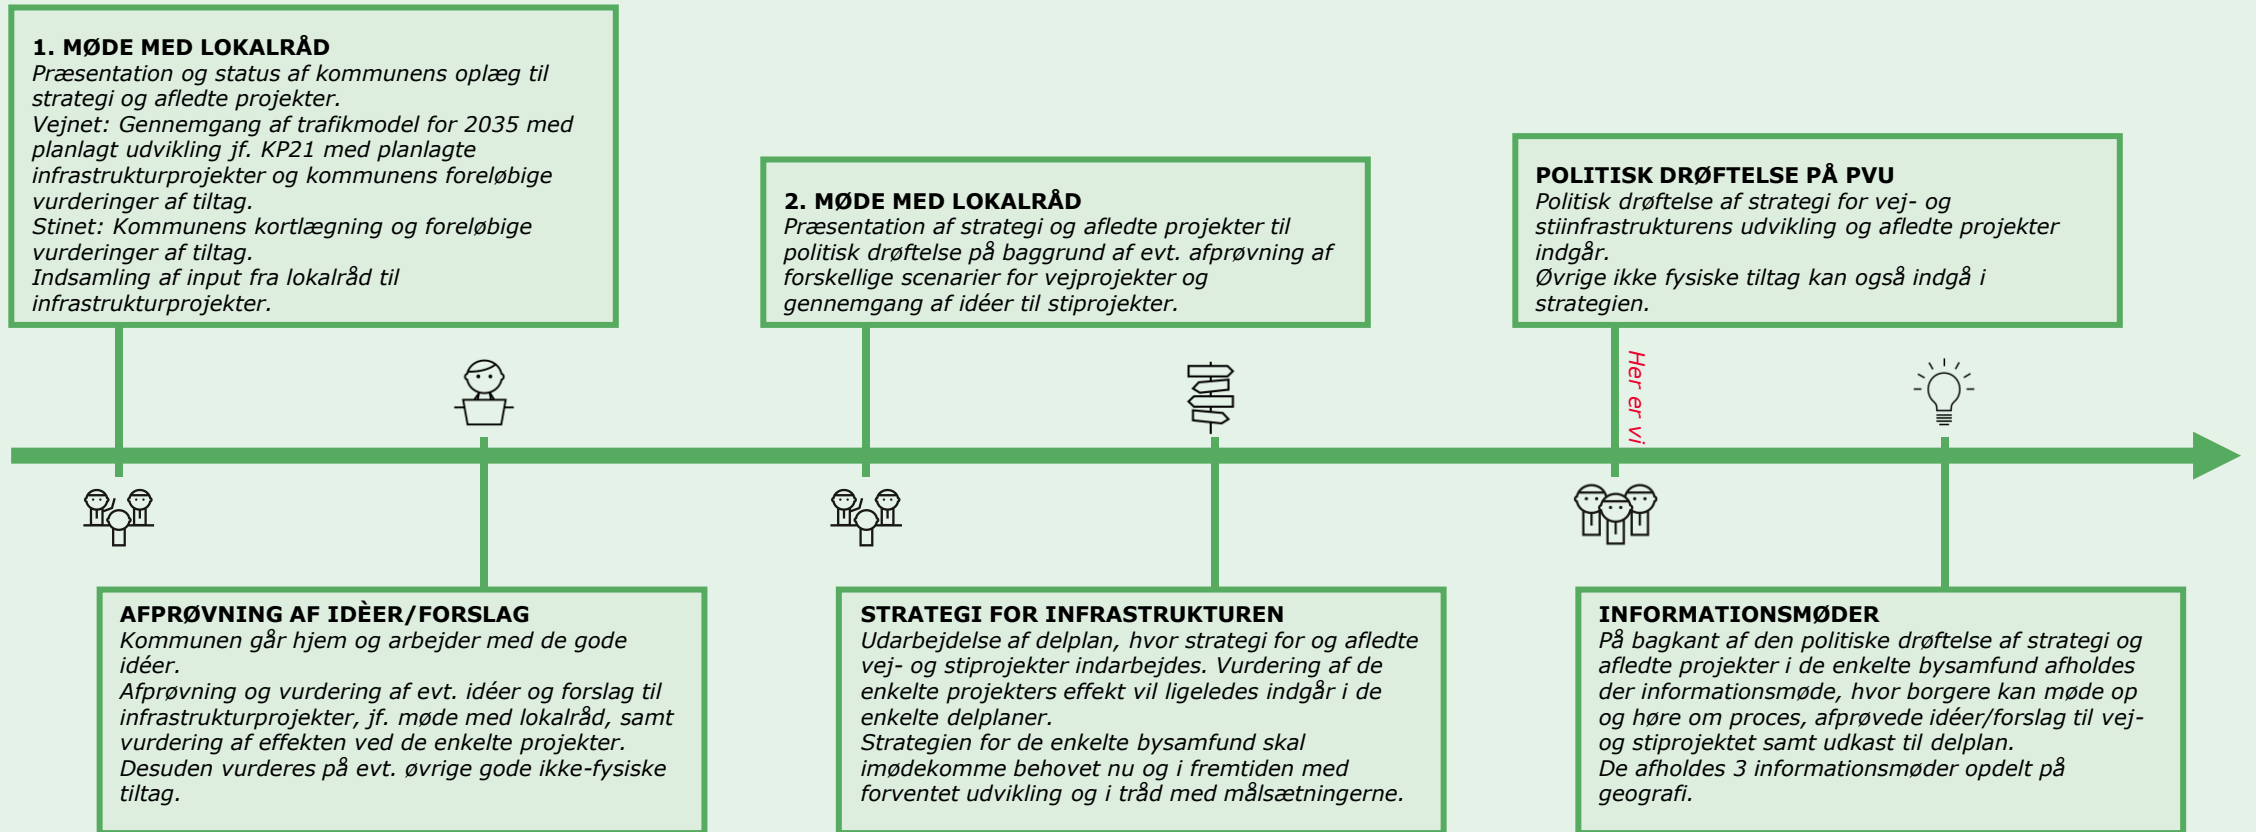 1. MØDE MED LOKALRÅD
Præsentation og status af kommunens oplæg til
strategi og afledte projekter.
Vejnet: Gennemgang af trafikmodel for 2035 med
planlagt udvikling jf. KP21 med planlagte
infrastrukturprojekter og kommunens foreløbige
vurderinger af tiltag.
Stinet: Kommunens kortlægning og foreløbige
vurderinger af tiltag.
Indsamling af input fra lokalråd til
infrastrukturprojekter.
AFPRØVNING AF IDÈER/FORSLAG
Kommunen går hjem og arbejder med de gode
idéer.
Afprøvning og vurdering af evt. idéer og forslag til
infrastrukturprojekter, jf. møde med lokalråd, samt
vurdering af effekten ved de enkelte projekter.
Desuden vurderes på evt. øvrige gode ikke-fysiske
tiltag.
2. MØDE MED LOKALRÅD
Præsentation af strategi og afledte projekter til
politisk drøftelse på baggrund af evt. afprøvning af
forskellige scenarier for vejprojekter og
gennemgang af idéer til stiprojekter.
STRATEGI FOR INFRASTRUKTUREN
Udarbejdelse af delplan, hvor strategi for og afledte
vej- og stiprojekter indarbejdes. Vurdering af de
enkelte projekters effekt vil ligeledes indgår i de
enkelte delplaner.
Strategien for de enkelte bysamfund skal
imødekomme behovet nu og i fremtiden med
forventet udvikling og i tråd med målsætningerne.
POLITISK DRØFTELSE PÅ PVU
Politisk drøftelse af strategi for vej- og
stiinfrastrukturens udvikling og afledte projekter
indgår.
Øvrige ikke fysiske tiltag kan også indgå i
strategien.
Her er vi
INFORMATIONSMØDER
På bagkant af den politiske drøftelse af strategi og
afledte projekter i de enkelte bysamfund afholdes
der informationsmøde, hvor borgere kan møde op
og høre om proces, afprøvede idéer/forslag til vej-
og stiprojektet samt udkast til delplan.
De afholdes 3 informationsmøder opdelt på
geografi.